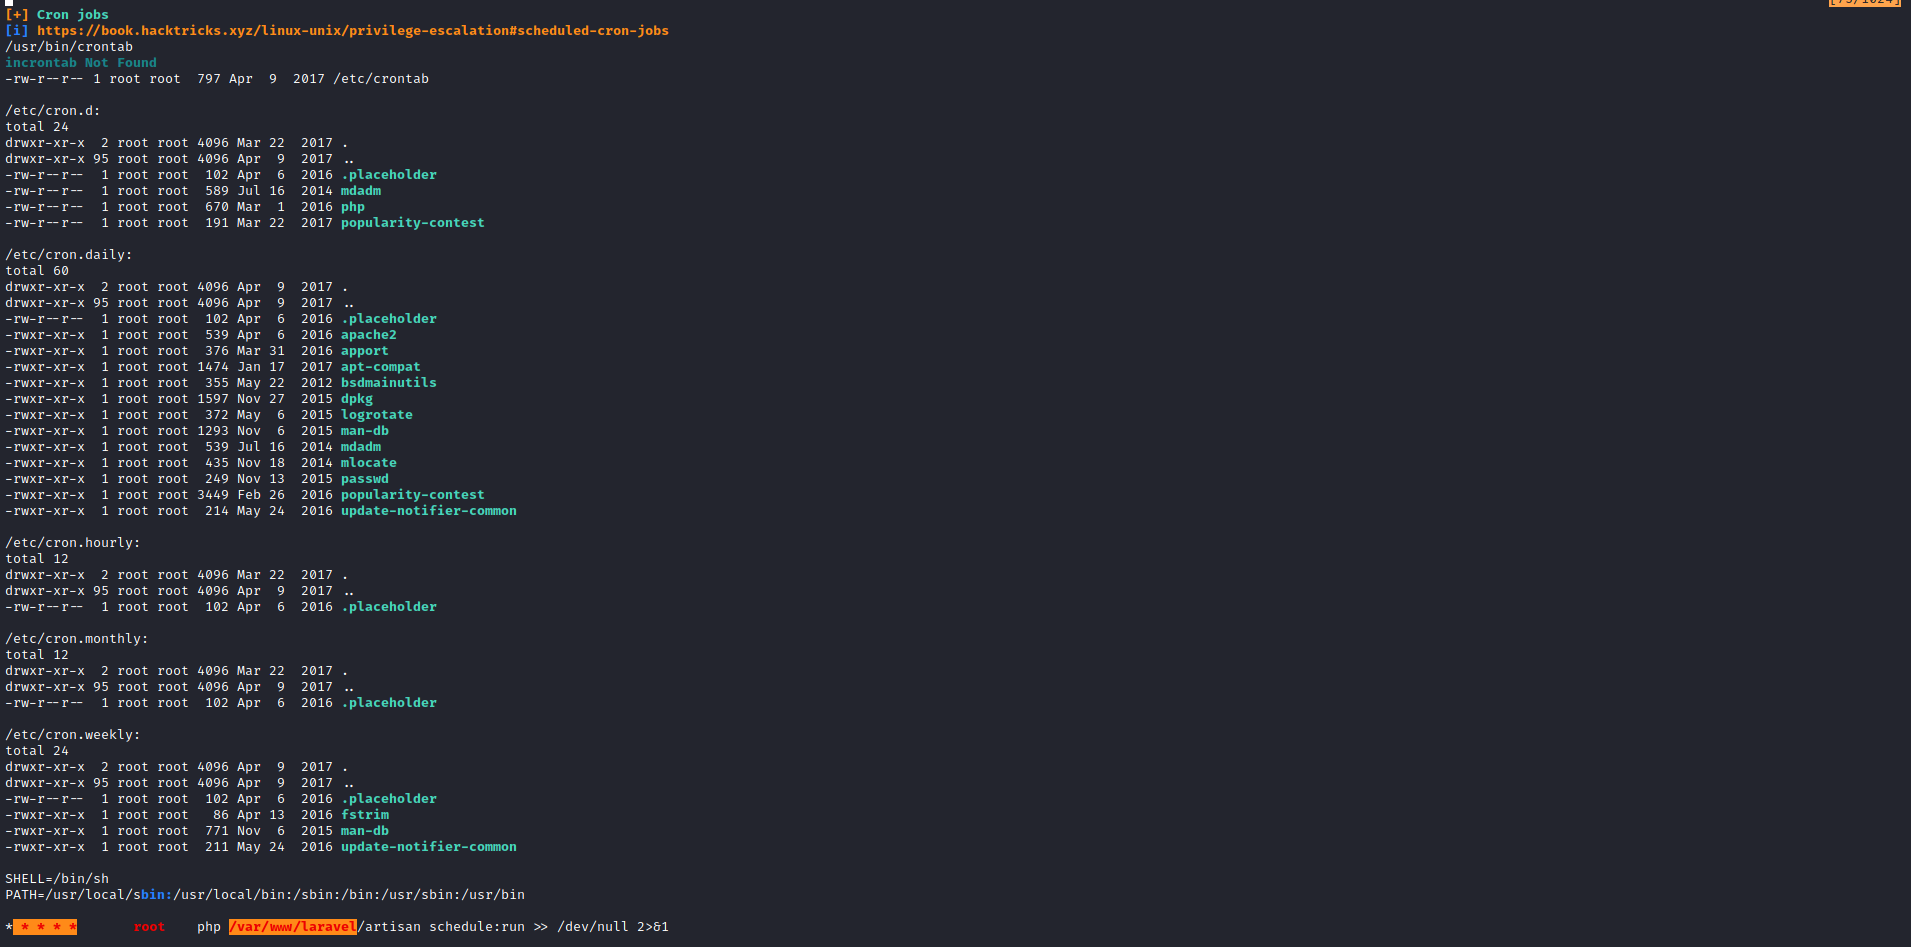 [+] Cron jobs
[i] https://book.hacktricks.xyz/linux-unix/privilege-escalation#scheduled-cron-jobs
/usr/bin/crontab
incrontab Not Found
-rw-r--r-- 1 root root  797 Apr  9  2017 /etc/crontab

/etc/cron.d:
total 24
drwxr-xr-x  2 root root 4096 Mar 22  2017 .
drwxr-xr-x 95 root root 4096 Apr  9  2017 ..
-rw-r--r--  1 root root  102 Apr  6  2016 .placeholder
-rw-r--r--  1 root root  589 Jul 16  2014 mdadm
-rw-r--r--  1 root root  670 Mar  1  2016 php
-rw-r--r--  1 root root  191 Mar 22  2017 popularity-contest

/etc/cron.daily:
total 60
drwxr-xr-x  2 root root 4096 Apr  9  2017 .
drwxr-xr-x 95 root root 4096 Apr  9  2017 ..
-rw-r--r--  1 root root  102 Apr  6  2016 .placeholder
-rwxr-xr-x  1 root root  539 Apr  6  2016 apache2
-rwxr-xr-x  1 root root  376 Mar 31  2016 apport
-rwxr-xr-x  1 root root 1474 Jan 17  2017 apt-compat
-rwxr-xr-x  1 root root  355 May 22  2012 bsdmainutils
-rwxr-xr-x  1 root root 1597 Nov 27  2015 dpkg
-rwxr-xr-x  1 root root  372 May  6  2015 logrotate
-rwxr-xr-x  1 root root 1293 Nov  6  2015 man-db
-rwxr-xr-x  1 root root  539 Jul 16  2014 mdadm
-rwxr-xr-x  1 root root  435 Nov 18  2014 mlocate
-rwxr-xr-x  1 root root  249 Nov 13  2015 passwd
-rwxr-xr-x  1 root root 3449 Feb 26  2016 popularity-contest
-rwxr-xr-x  1 root root  214 May 24  2016 update-notifier-common

/etc/cron.hourly:
total 12
drwxr-xr-x  2 root root 4096 Mar 22  2017 .
drwxr-xr-x 95 root root 4096 Apr  9  2017 ..
-rw-r--r--  1 root root  102 Apr  6  2016 .placeholder

/etc/cron.monthly:
total 12
drwxr-xr-x  2 root root 4096 Mar 22  2017 .
drwxr-xr-x 95 root root 4096 Apr  9  2017 ..
-rw-r--r--  1 root root  102 Apr  6  2016 .placeholder

/etc/cron.weekly:
total 24
drwxr-xr-x  2 root root 4096 Apr  9  2017 .
drwxr-xr-x 95 root root 4096 Apr  9  2017 ..
-rw-r--r--  1 root root  102 Apr  6  2016 .placeholder
-rwxr-xr-x  1 root root   86 Apr 13  2016 fstrim
-rwxr-xr-x  1 root root  771 Nov  6  2015 man-db
-rwxr-xr-x  1 root root  211 May 24  2016 update-notifier-common

SHELL=/bin/sh
PATH=/usr/local/sbin:/usr/local/bin:/sbin:/bin:/usr/sbin:/usr/bin

* * * * *       root    php /var/www/laravel/artisan schedule:run >> /dev/null 2>&1